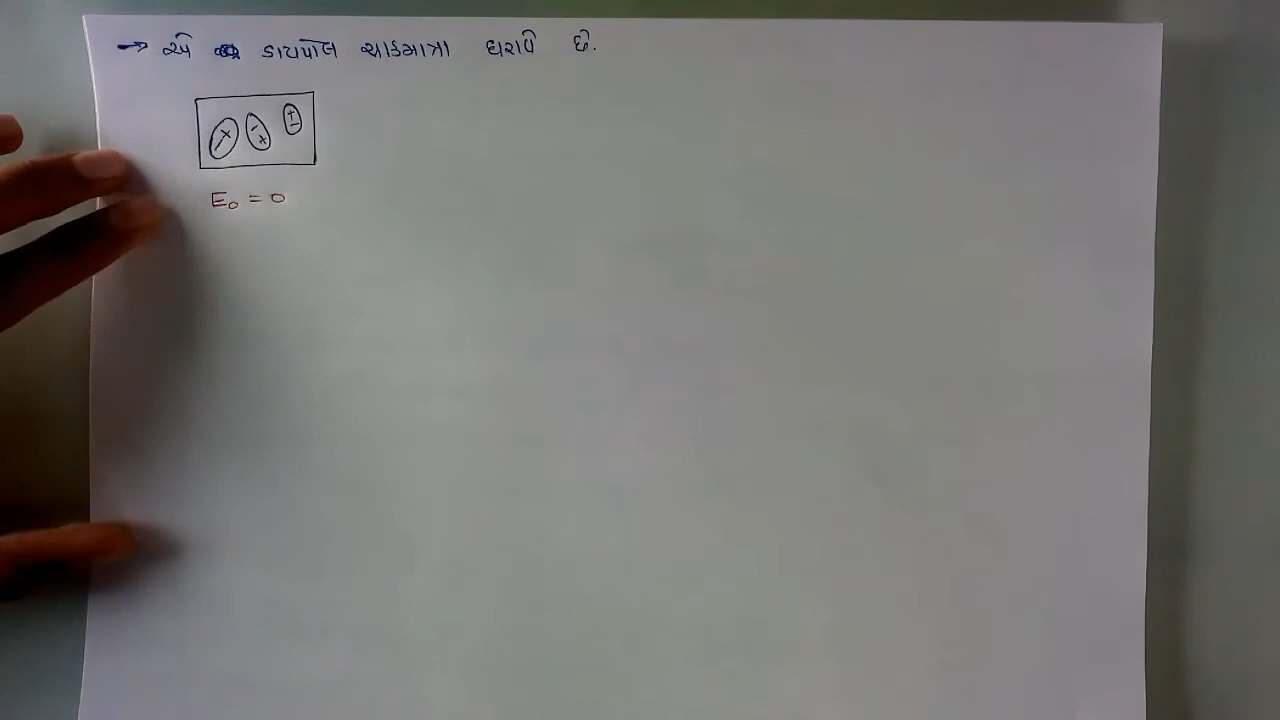 → એ ડાયપોલ ચાકમાત્રા ધરાવે છે.
+ - - + + -
E₀ = 0